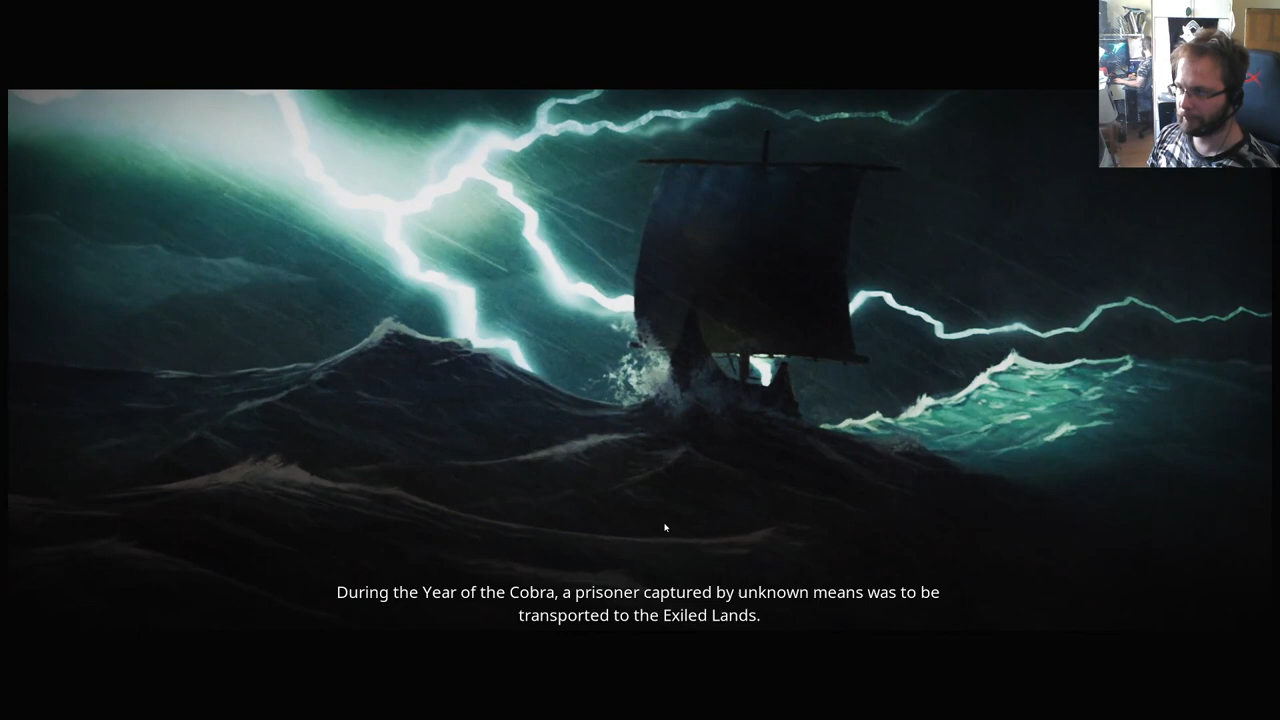 During the Year of the Cobra, a prisoner captured by unknown means was to be
transported to the Exiled Lands.